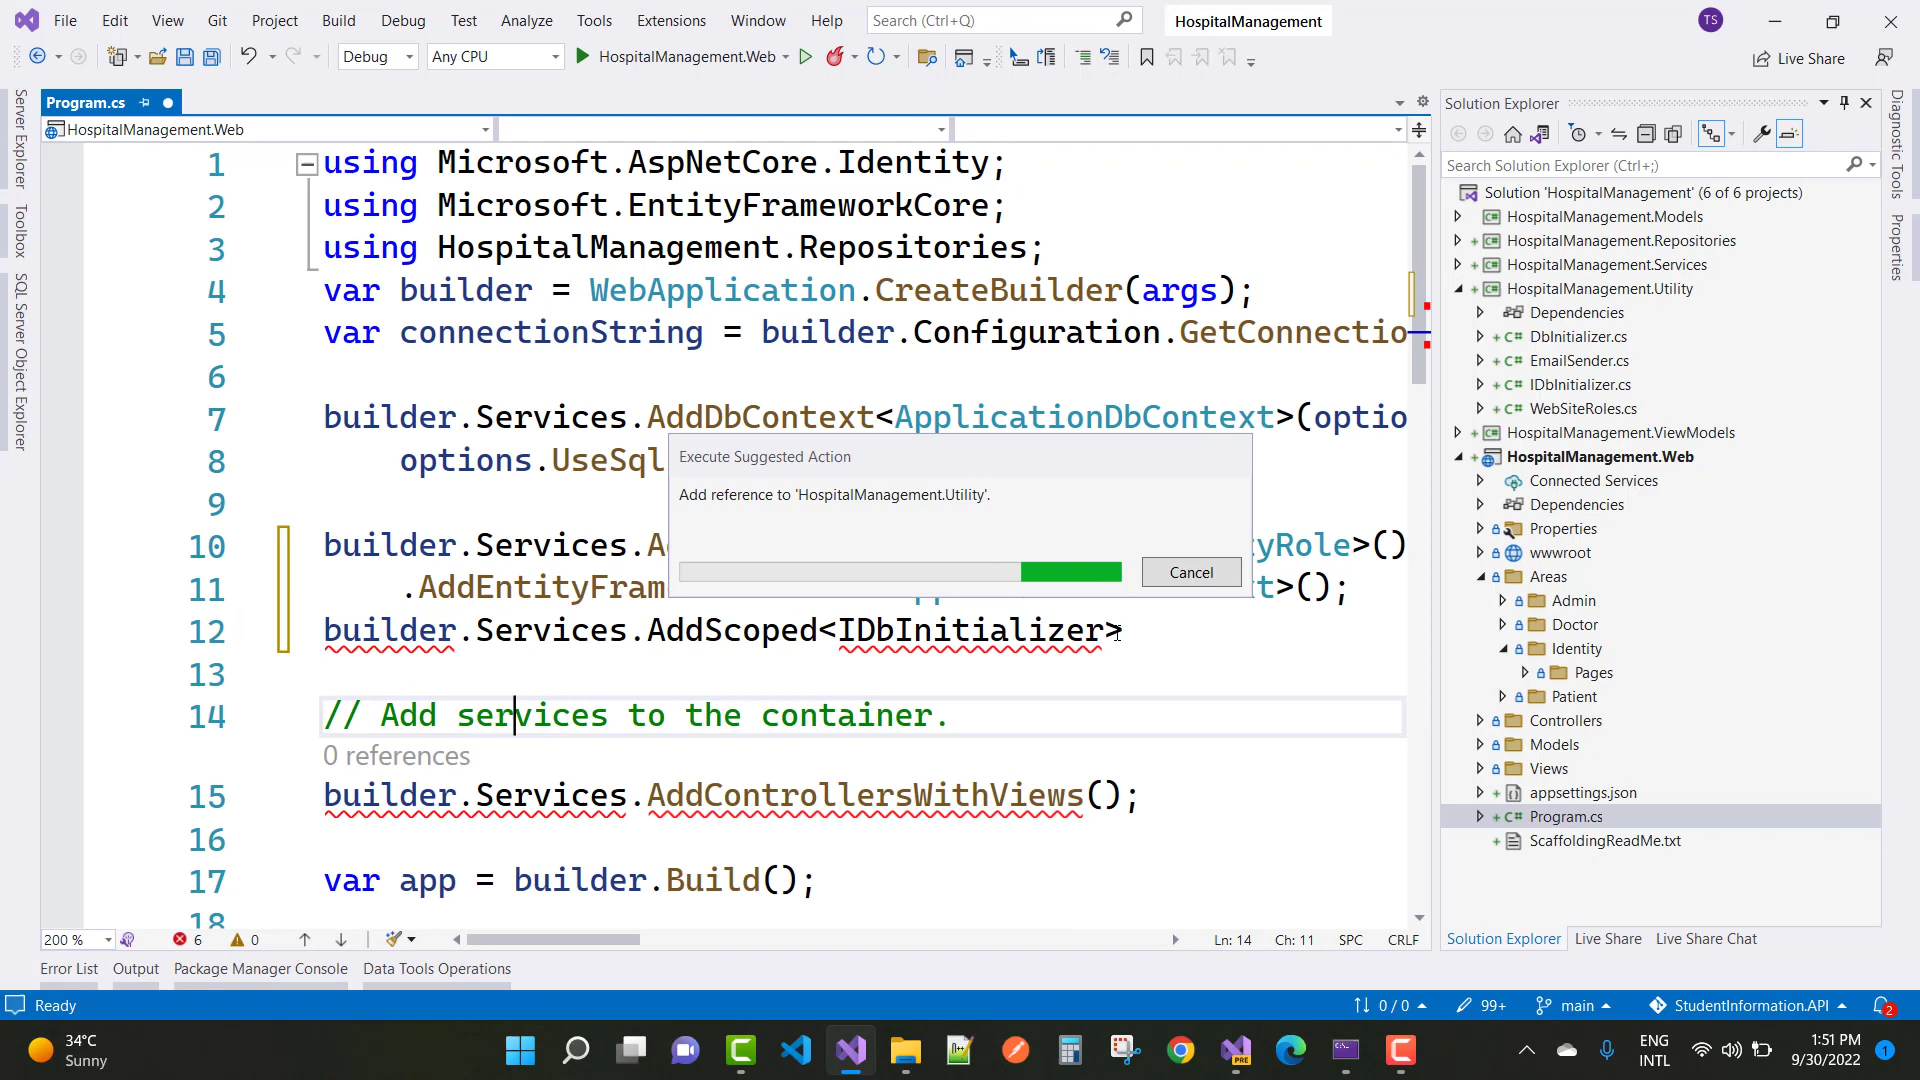 File Edit View Git Project Build Debug Test Analyze Tools Extensions Window Help Search (Ctrl+Q) HospitalManagement TS
Debug Any CPU HospitalManagement.Web Live Share
Server Explorer
Toolbox
SQL Server Object Explorer
Program.cs
HospitalManagement.Web
1 using Microsoft.AspNetCore.Identity;
2 using Microsoft.EntityFrameworkCore;
3 using HospitalManagement.Repositories;
4 var builder = WebApplication.CreateBuilder(args);
5 var connectionString = builder.Configuration.GetConnectio
6
7 builder.Services.AddDbContext<ApplicationDbContext>(optio
8 options.UseSql
9
10 builder.Services.A yRole>()
11 .AddEntityFram t>();
12 builder.Services.AddScoped<IDbInitializer>
13
14 // Add services to the container.
0 references
15 builder.Services.AddControllersWithViews();
16
17 var app = builder.Build();
18
Execute Suggested Action
Add reference to 'HospitalManagement.Utility'.
Cancel
200 % 6 0 Ln: 14 Ch: 11 SPC CRLF
Error List Output Package Manager Console Data Tools Operations
Solution Explorer
Search Solution Explorer (Ctrl+;)
Solution 'HospitalManagement' (6 of 6 projects)
HospitalManagement.Models
HospitalManagement.Repositories
HospitalManagement.Services
HospitalManagement.Utility
Dependencies
DbInitializer.cs
EmailSender.cs
IDbInitializer.cs
WebSiteRoles.cs
HospitalManagement.ViewModels
HospitalManagement.Web
Connected Services
Dependencies
Properties
wwwroot
Areas
Admin
Doctor
Identity
Pages
Patient
Controllers
Models
Views
appsettings.json
Program.cs
ScaffoldingReadMe.txt
Solution Explorer Live Share Live Share Chat
Diagnostic Tools
Properties
Ready 0 / 0 99+ main StudentInformation.API 2
34°C
Sunny
PRE
ENG
INTL
1:51 PM
9/30/2022
1